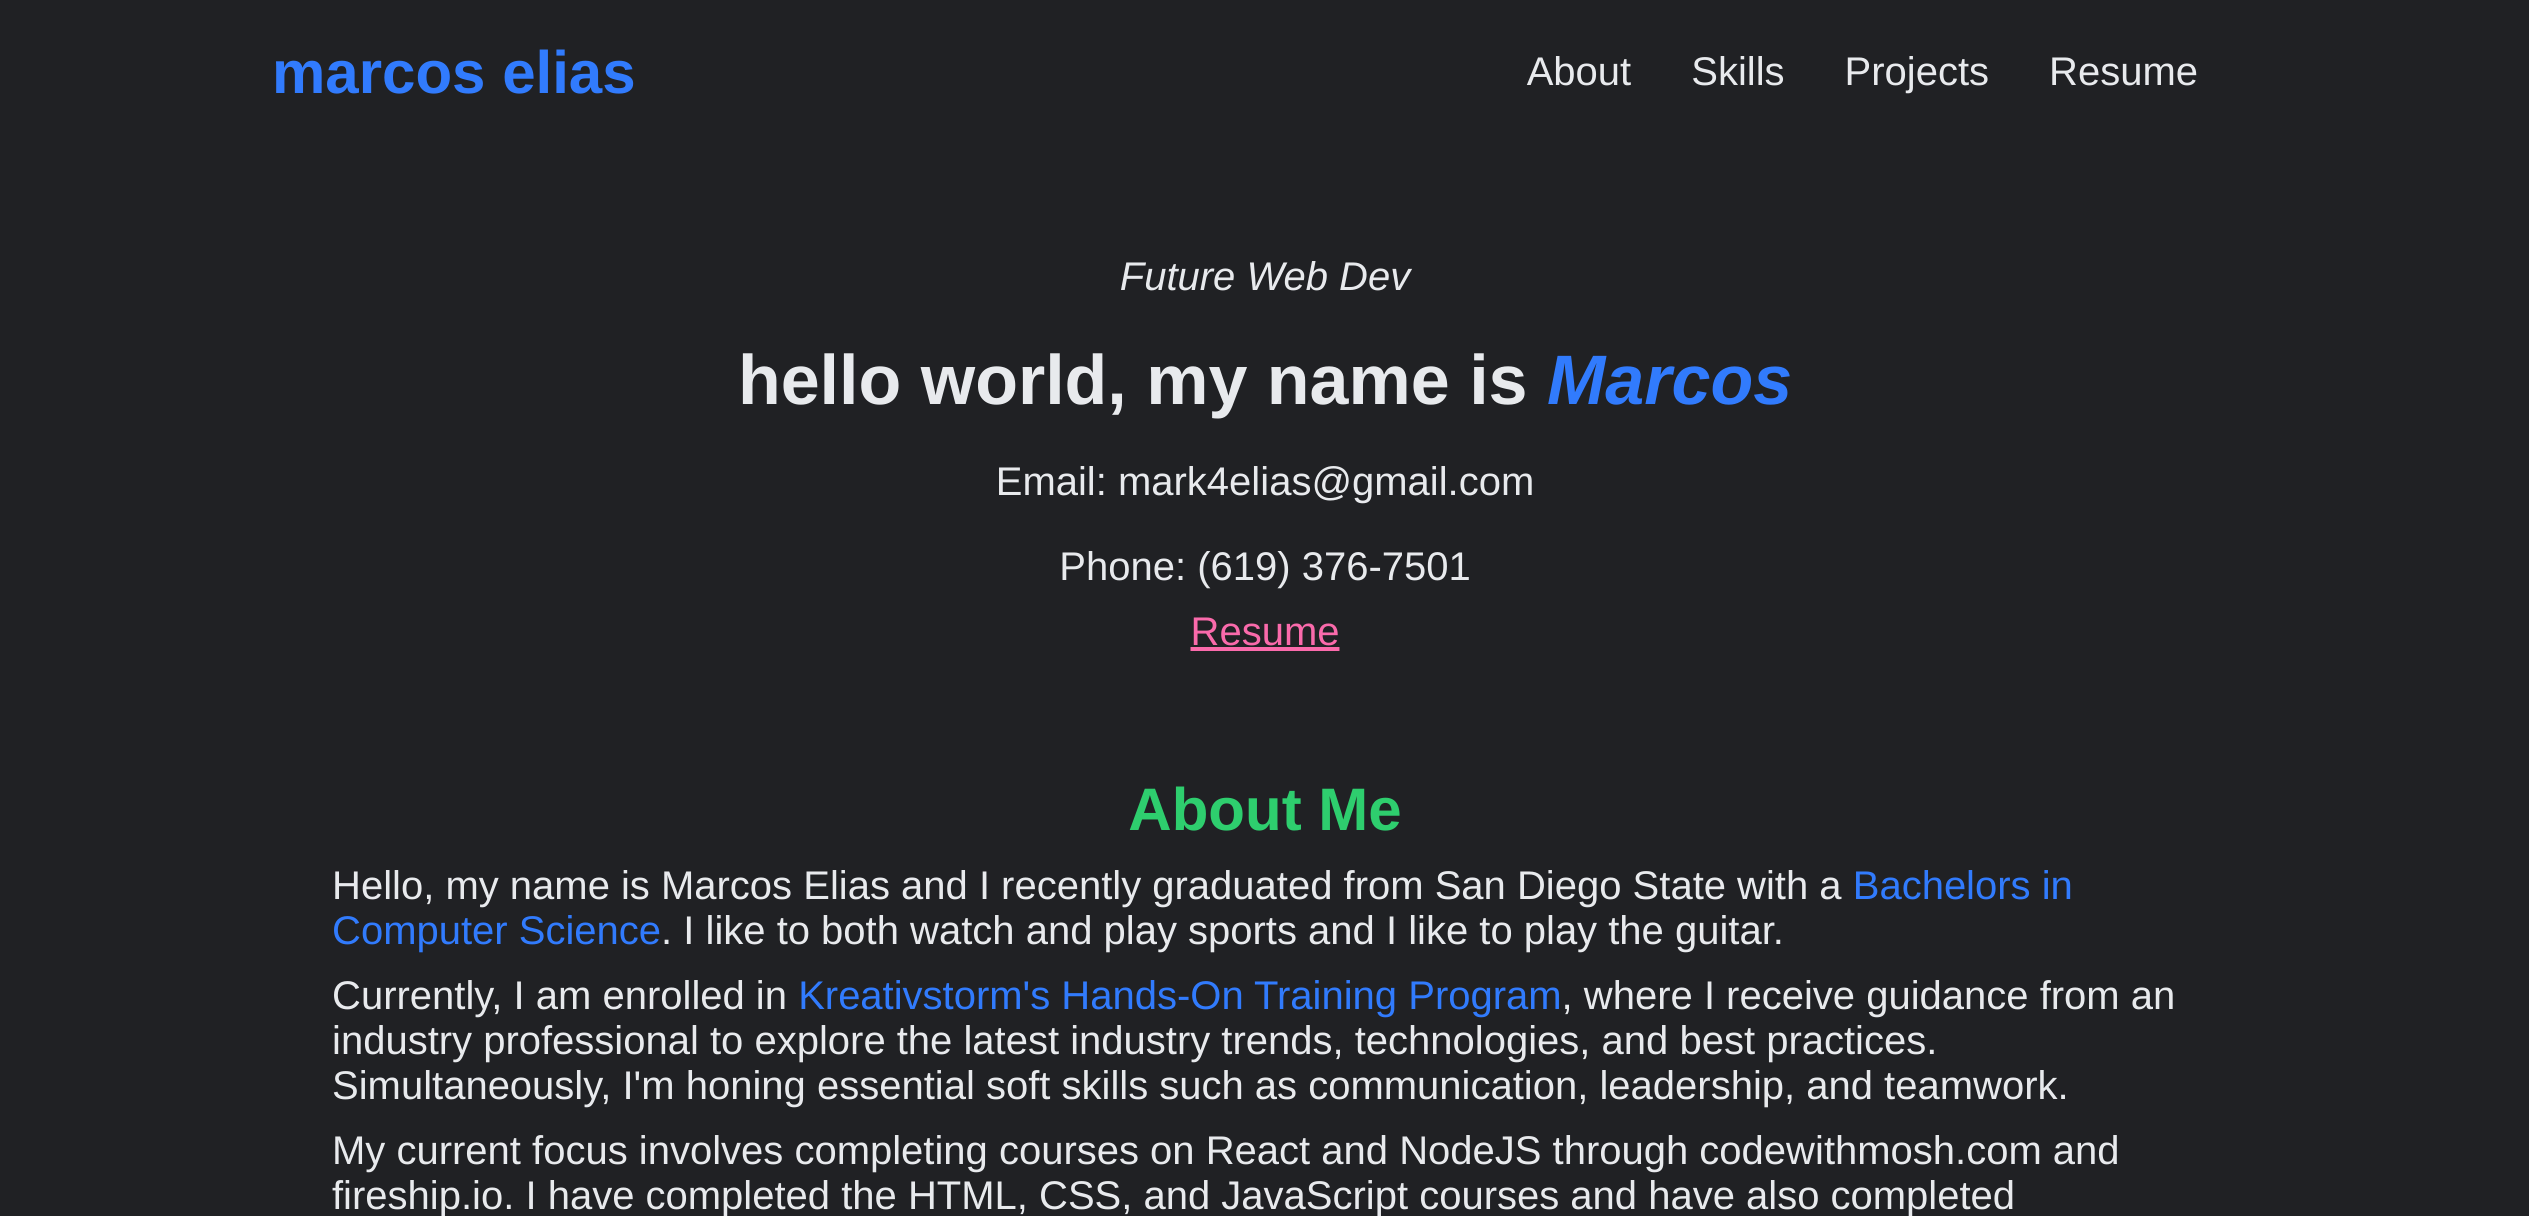 marcos elias
About Skills Projects Resume
Future Web Dev
hello world, my name is Marcos
Email: mark4elias@gmail.com
Phone: (619) 376-7501
Resume
About Me
Hello, my name is Marcos Elias and I recently graduated from San Diego State with a Bachelors in
Computer Science. I like to both watch and play sports and I like to play the guitar.
Currently, I am enrolled in Kreativstorm's Hands-On Training Program, where I receive guidance from an
industry professional to explore the latest industry trends, technologies, and best practices.
Simultaneously, I'm honing essential soft skills such as communication, leadership, and teamwork.
My current focus involves completing courses on React and NodeJS through codewithmosh.com and
fireship.io. I have completed the HTML, CSS, and JavaScript courses and have also completed